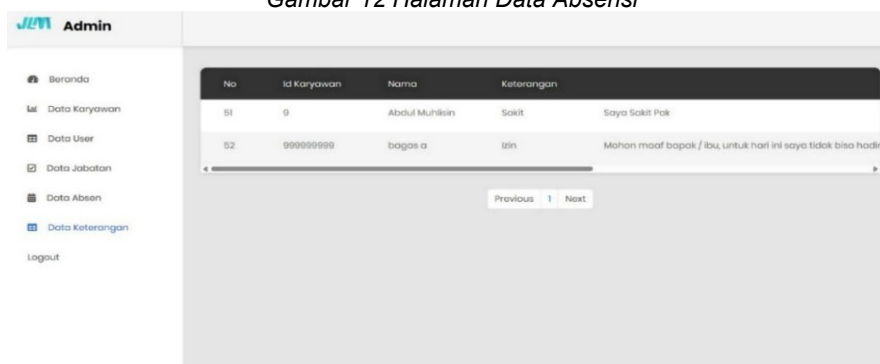 Gambar 12 Halaman Data Absensi
JLM Admin
Beranda
Data Karyawan
Data User
Data Jabatan
Data Absen
Data Keterangan
Logout
No Id Karyawan Nama Keterangan
51 9 Abdul Muhlisin Sakit Saya Sakit Pak
52 999999999 bagas a Izin Mohon maaf bapak / ibu, untuk hari ini saya tidak bisa hadir
Previous 1 Next